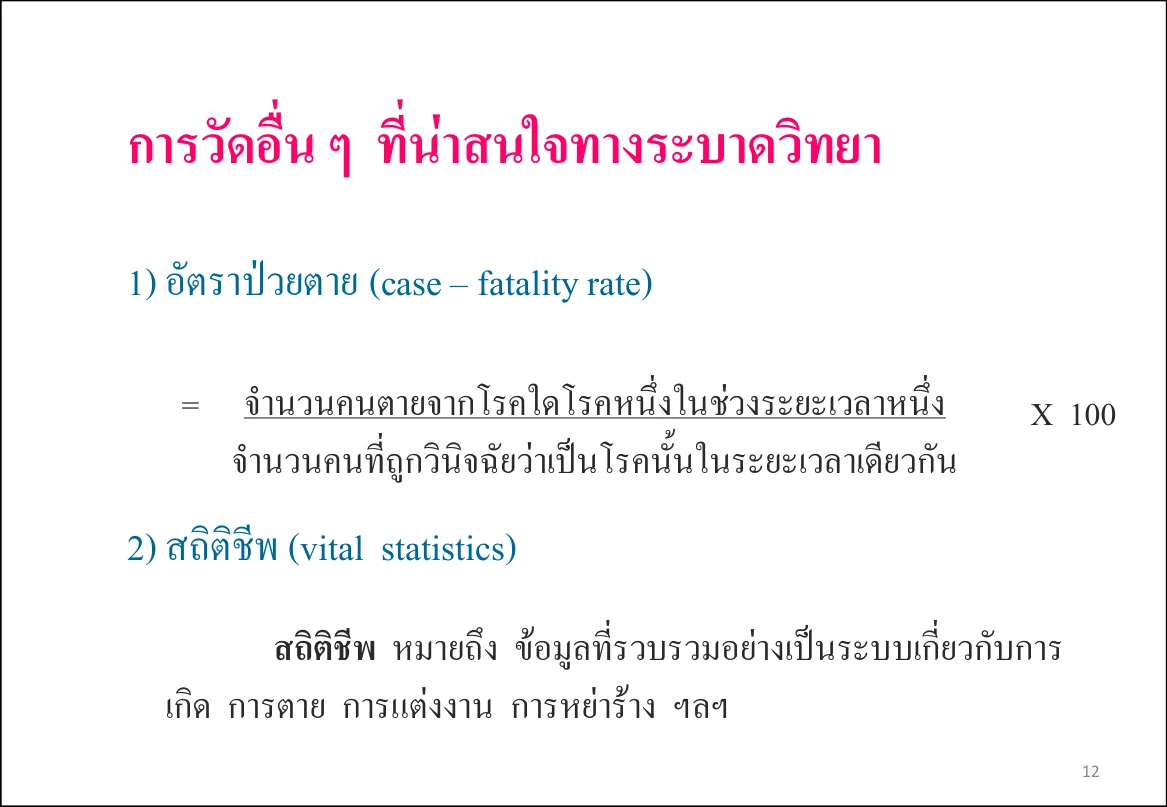 การวัดอื่น ๆ ที่น่าสนใจทางระบาดวิทยา
1) อัตราป่วยตาย (case – fatality rate)
= จำนวนคนตายจากโรคใดโรคหนึ่งในช่วงระยะเวลาหนึ่ง X 100
จำนวนคนที่ถูกวินิจฉัยว่าเป็นโรคนั้นในระยะเวลาเดียวกัน
2) สถิติชีพ (vital statistics)
สถิติชีพ หมายถึง ข้อมูลที่รวบรวมอย่างเป็นระบบเกี่ยวกับการ
เกิด การตาย การแต่งงาน การหย่าร้าง ฯลฯ
12